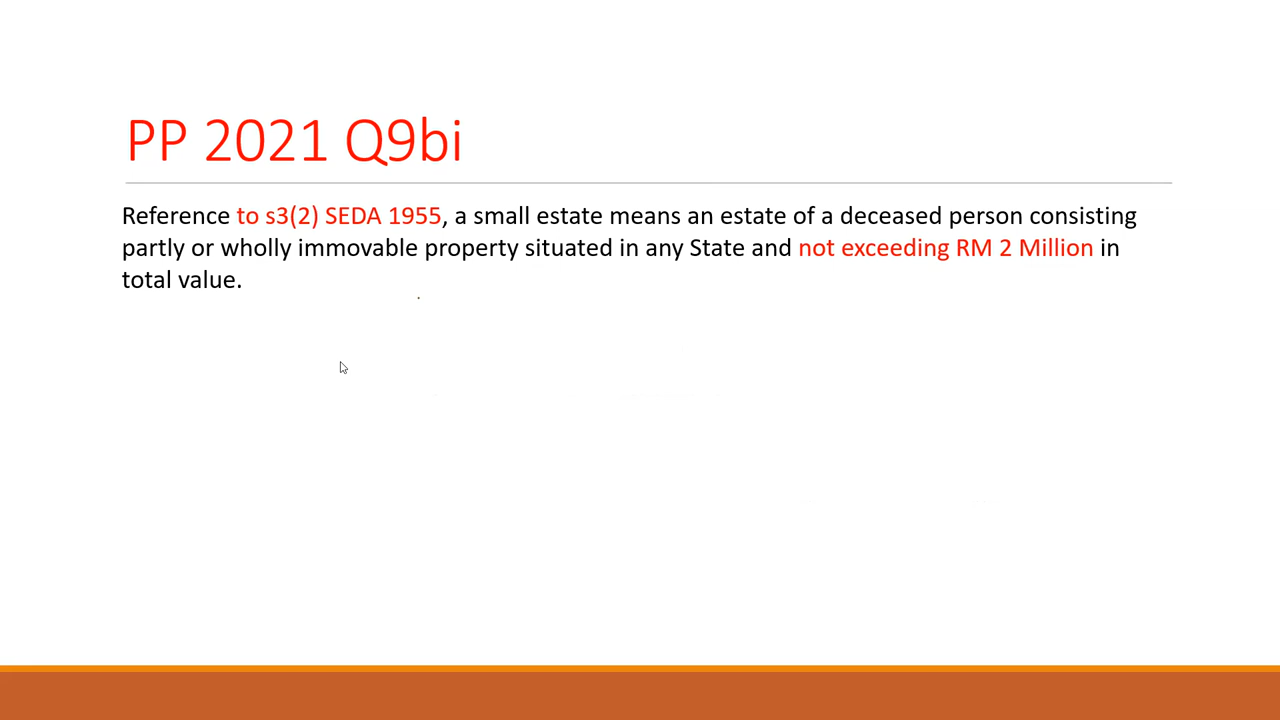 PP 2021 Q9bi
Reference to s3(2) SEDA 1955, a small estate means an estate of a deceased person consisting
partly or wholly immovable property situated in any State and not exceeding RM 2 Million in
total value.